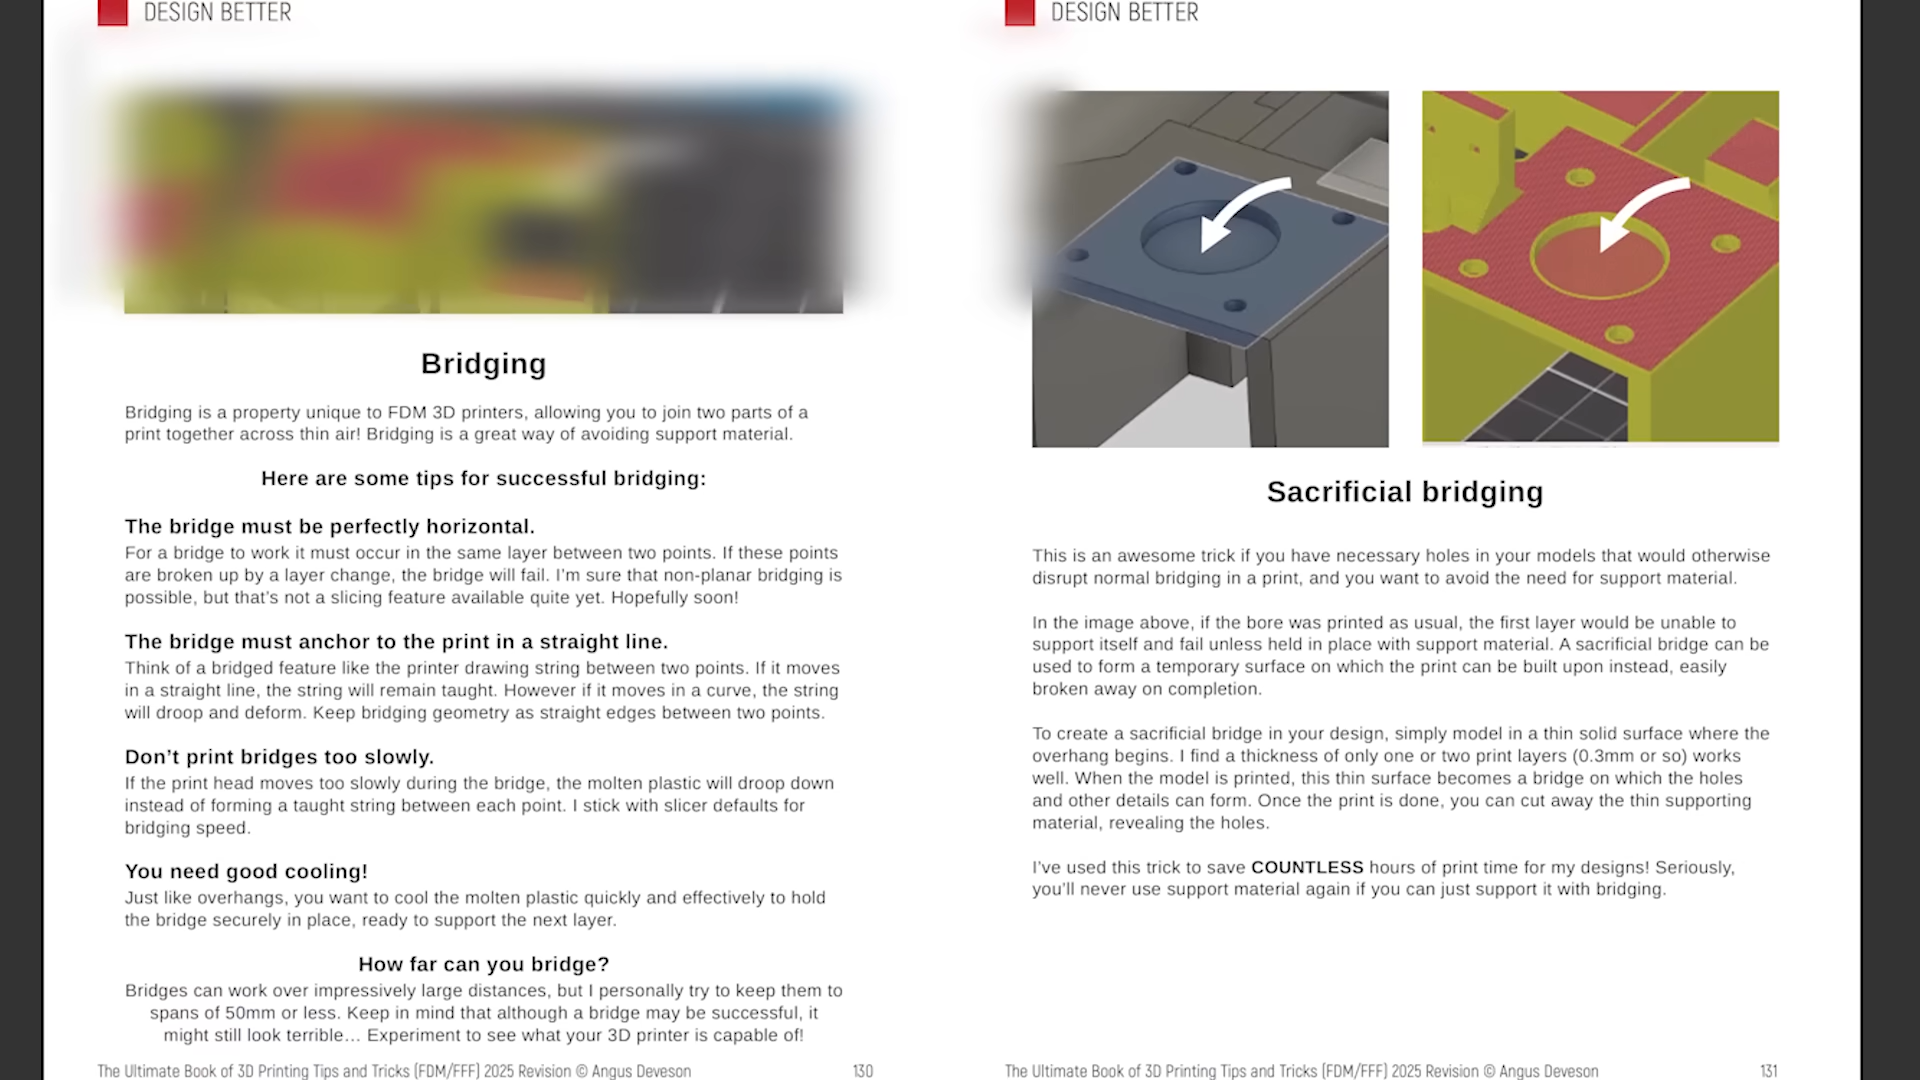 DESIGN BETTER
Bridging
Bridging is a property unique to FDM 3D printers, allowing you to join two parts of a
print together across thin air! Bridging is a great way of avoiding support material.
Here are some tips for successful bridging:
The bridge must be perfectly horizontal.
For a bridge to work it must occur in the same layer between two points. If these points
are broken up by a layer change, the bridge will fail. I'm sure that non-planar bridging is
possible, but that's not a slicing feature available quite yet. Hopefully soon!
The bridge must anchor to the print in a straight line.
Think of a bridged feature like the printer drawing string between two points. If it moves
in a straight line, the string will remain taught. However if it moves in a curve, the string
will droop and deform. Keep bridging geometry as straight edges between two points.
Don't print bridges too slowly.
If the print head moves too slowly during the bridge, the molten plastic will droop down
instead of forming a taught string between each point. I stick with slicer defaults for
bridging speed.
You need good cooling!
Just like overhangs, you want to cool the molten plastic quickly and effectively to hold
the bridge securely in place, ready to support the next layer.
How far can you bridge?
Bridges can work over impressively large distances, but I personally try to keep them to
spans of 50mm or less. Keep in mind that although a bridge may be successful, it
might still look terrible… Experiment to see what your 3D printer is capable of!
The Ultimate Book of 3D Printing Tips and Tricks (FDM/FFF) 2025 Revision © Angus Deveson 130
DESIGN BETTER
Sacrificial bridging
This is an awesome trick if you have necessary holes in your models that would otherwise
disrupt normal bridging in a print, and you want to avoid the need for support material.
In the image above, if the bore was printed as usual, the first layer would be unable to
support itself and fail unless held in place with support material. A sacrificial bridge can be
used to form a temporary surface on which the print can be built upon instead, easily
broken away on completion.
To create a sacrificial bridge in your design, simply model in a thin solid surface where the
overhang begins. I find a thickness of only one or two print layers (0.3mm or so) works
well. When the model is printed, this thin surface becomes a bridge on which the holes
and other details can form. Once the print is done, you can cut away the thin supporting
material, revealing the holes.
I've used this trick to save COUNTLESS hours of print time for my designs! Seriously,
you'll never use support material again if you can just support it with bridging.
The Ultimate Book of 3D Printing Tips and Tricks (FDM/FFF) 2025 Revision © Angus Deveson 131